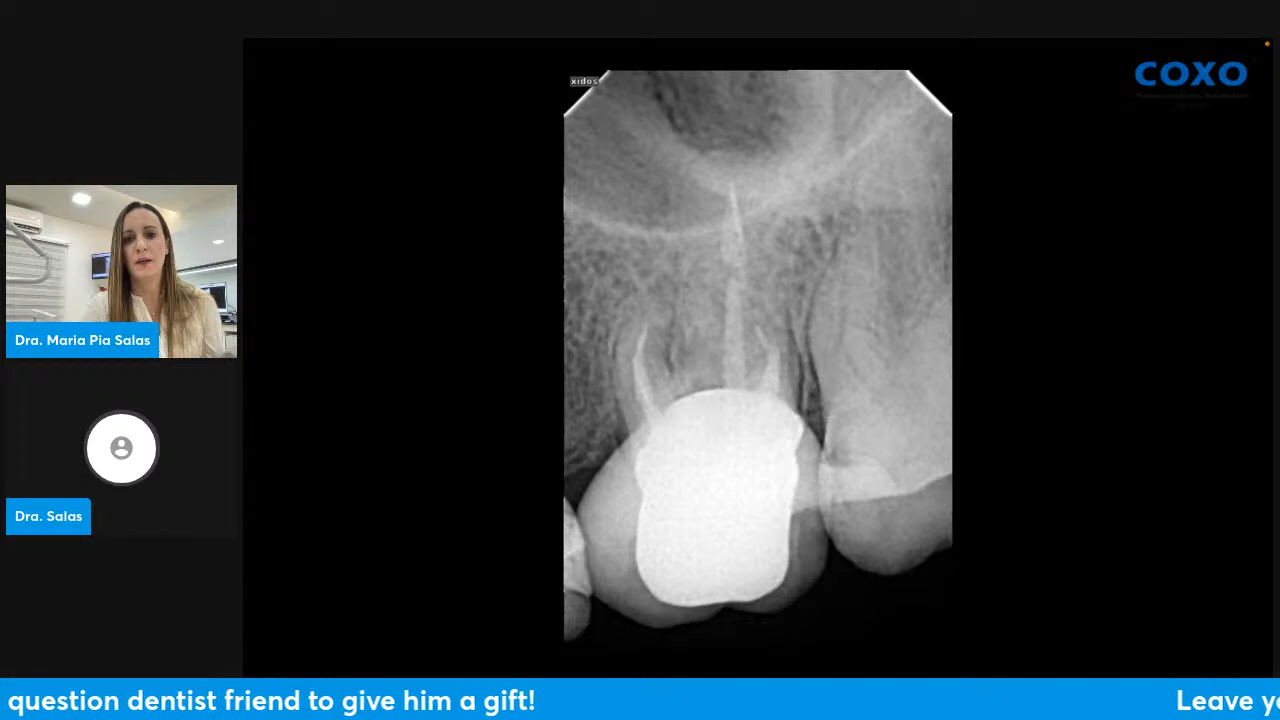 xidos
COXO
Dra. Maria Pia Salas
Dra. Salas
question dentist friend to give him a gift!
Leave yo